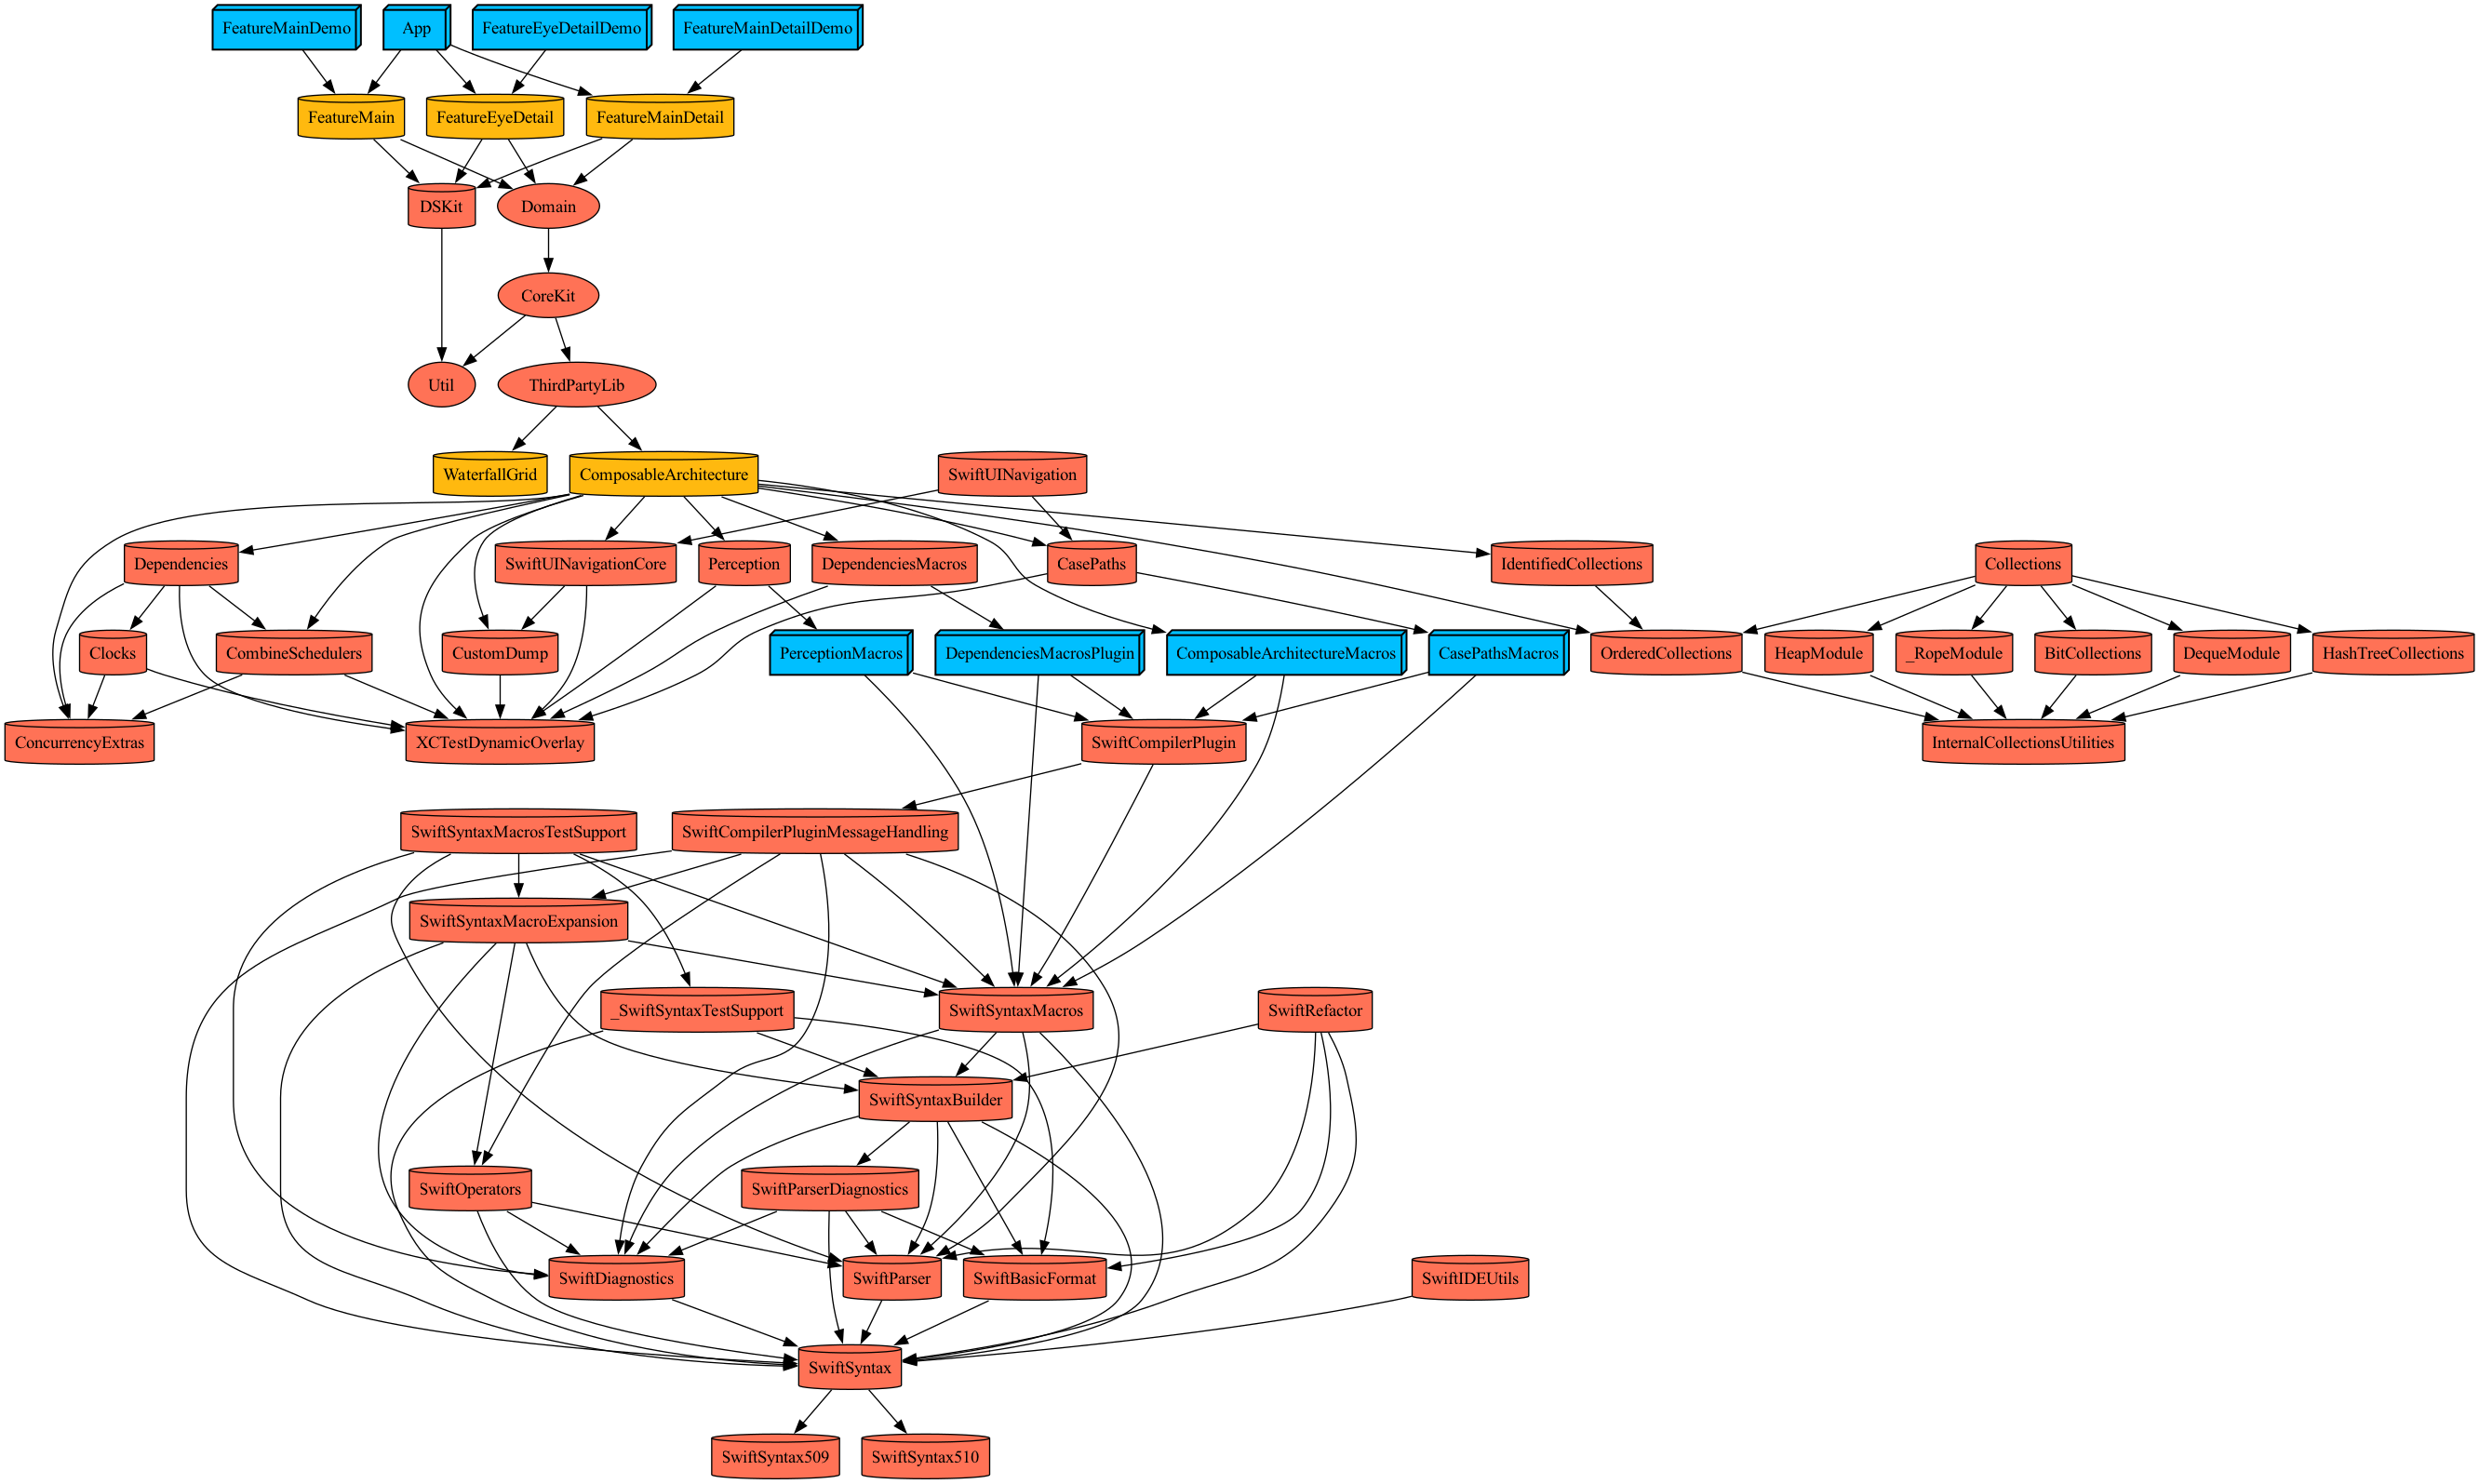 FeatureMainDemo
App
FeatureEyeDetailDemo
FeatureMainDetailDemo
FeatureMain
FeatureEyeDetail
FeatureMainDetail
DSKit
Domain
CoreKit
Util
ThirdPartyLib
WaterfallGrid
ComposableArchitecture
SwiftUINavigation
Dependencies
SwiftUINavigationCore
Perception
DependenciesMacros
CasePaths
IdentifiedCollections
Collections
Clocks
CombineSchedulers
CustomDump
PerceptionMacros
DependenciesMacrosPlugin
ComposableArchitectureMacros
CasePathsMacros
OrderedCollections
HeapModule
_RopeModule
BitCollections
DequeModule
HashTreeCollections
ConcurrencyExtras
XCTestDynamicOverlay
SwiftCompilerPlugin
InternalCollectionsUtilities
SwiftSyntaxMacrosTestSupport
SwiftCompilerPluginMessageHandling
SwiftSyntaxMacroExpansion
_SwiftSyntaxTestSupport
SwiftSyntaxMacros
SwiftRefactor
SwiftSyntaxBuilder
SwiftOperators
SwiftParserDiagnostics
SwiftDiagnostics
SwiftParser
SwiftBasicFormat
SwiftIDEUtils
SwiftSyntax
SwiftSyntax509
SwiftSyntax510